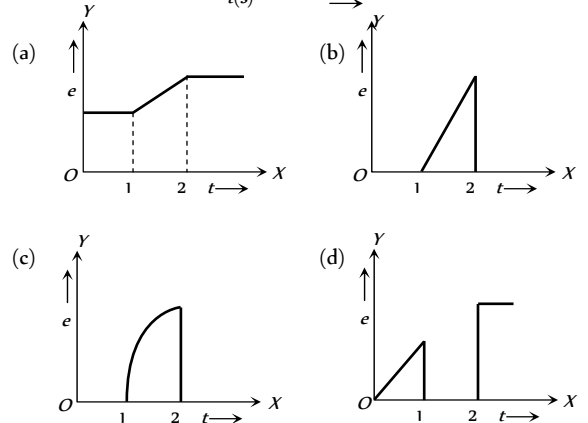 t(s)
Y Y
(a) (b)
e e
O 1 2 t X O 1 2 t X
Y Y
(c) (d)
e e
O 1 2 t X O 1 2 t X